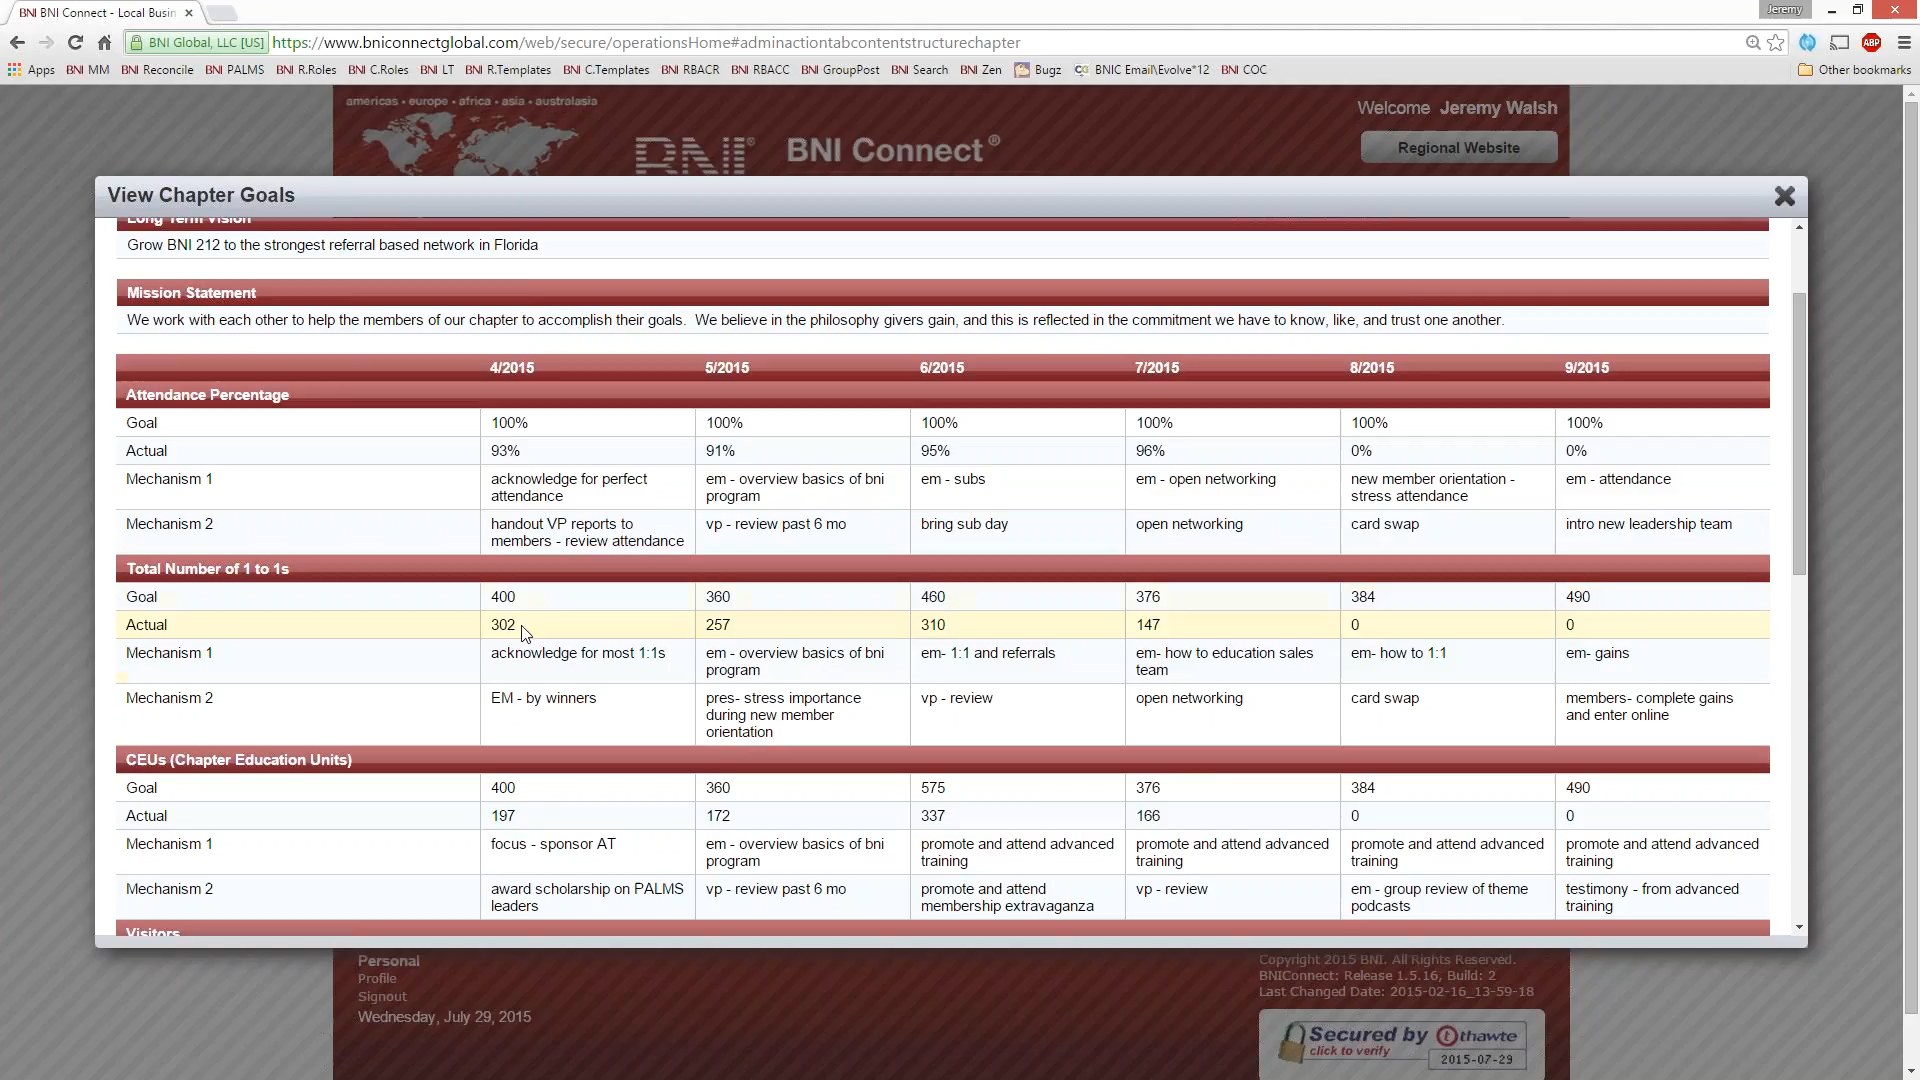 BNI BNI Connect - Local Busin
Jeremy
BNI Global, LLC [US] https://www.bniconnectglobal.com/web/secure/operationsHome#adminactiontabcontentstructurechapter
ABP
Apps BNI MM BNI Reconcile BNI PALMS BNI R.Roles BNI C.Roles BNI LT BNI R.Templates BNI C.Templates BNI RBACR BNI RBACC BNI GroupPost BNI Search BNI Zen Bugz BNIC Email\Evolve*12 BNI COC Other bookmarks
americas • europe • africa • asia • australasia
Welcome Jeremy Walsh
BNI® BNI Connect®
Regional Website
View Chapter Goals
Long Term Vision
Grow BNI 212 to the strongest referral based network in Florida
Mission Statement
We work with each other to help the members of our chapter to accomplish their goals. We believe in the philosophy givers gain, and this is reflected in the commitment we have to know, like, and trust one another.
4/2015 5/2015 6/2015 7/2015 8/2015 9/2015
Attendance Percentage
Goal 100% 100% 100% 100% 100% 100%
Actual 93% 91% 95% 96% 0% 0%
Mechanism 1 acknowledge for perfect em - overview basics of bni em - subs em - open networking new member orientation - em - attendance
attendance program stress attendance
Mechanism 2 handout VP reports to vp - review past 6 mo bring sub day open networking card swap intro new leadership team
members - review attendance
Total Number of 1 to 1s
Goal 400 360 460 376 384 490
Actual 302 257 310 147 0 0
Mechanism 1 acknowledge for most 1:1s em - overview basics of bni em- 1:1 and referrals em- how to education sales em- how to 1:1 em- gains
program team
Mechanism 2 EM - by winners pres- stress importance vp - review open networking card swap members- complete gains
during new member and enter online
orientation
CEUs (Chapter Education Units)
Goal 400 360 575 376 384 490
Actual 197 172 337 166 0 0
Mechanism 1 focus - sponsor AT em - overview basics of bni promote and attend advanced promote and attend advanced promote and attend advanced promote and attend advanced
program training training training training
Mechanism 2 award scholarship on PALMS vp - review past 6 mo promote and attend vp - review em - group review of theme testimony - from advanced
leaders membership extravaganza podcasts training
Visitors
Personal
Profile
Signout
Wednesday, July 29, 2015
Copyright 2015 BNI. All Rights Reserved.
BNIConnect: Release 1.5.16, Build: 2
Last Changed Date: 2015-02-16_13-59-18
Secured by thawte
click to verify
2015-07-29